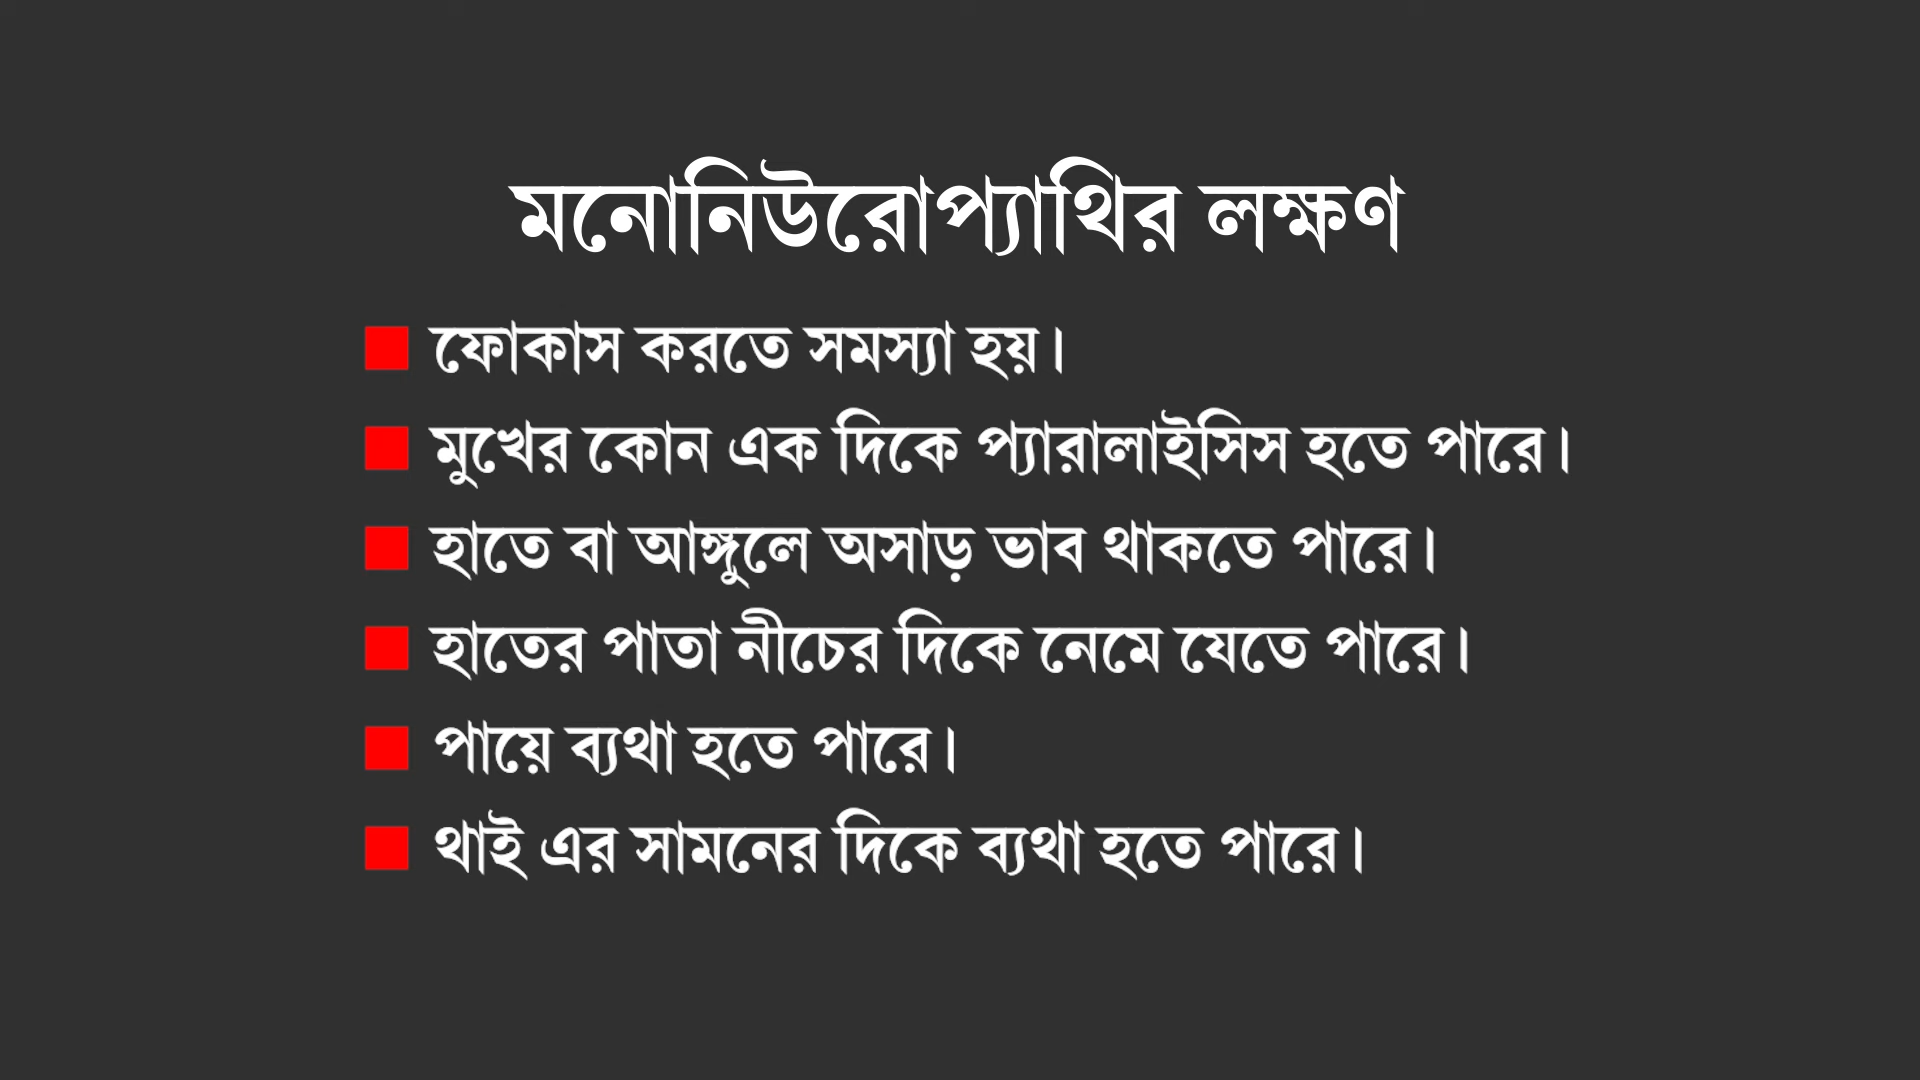 মনোনিউরোপ্যাথির লক্ষণ
ফোকাস করতে সমস্যা হয়।
মুখের কোন এক দিকে প্যারালাইসিস হতে পারে।
হাতে বা আঙ্গুলে অসাড় ভাব থাকতে পারে।
হাতের পাতা নীচের দিকে নেমে যেতে পারে।
পায়ে ব্যথা হতে পারে।
থাই এর সামনের দিকে ব্যথা হতে পারে।